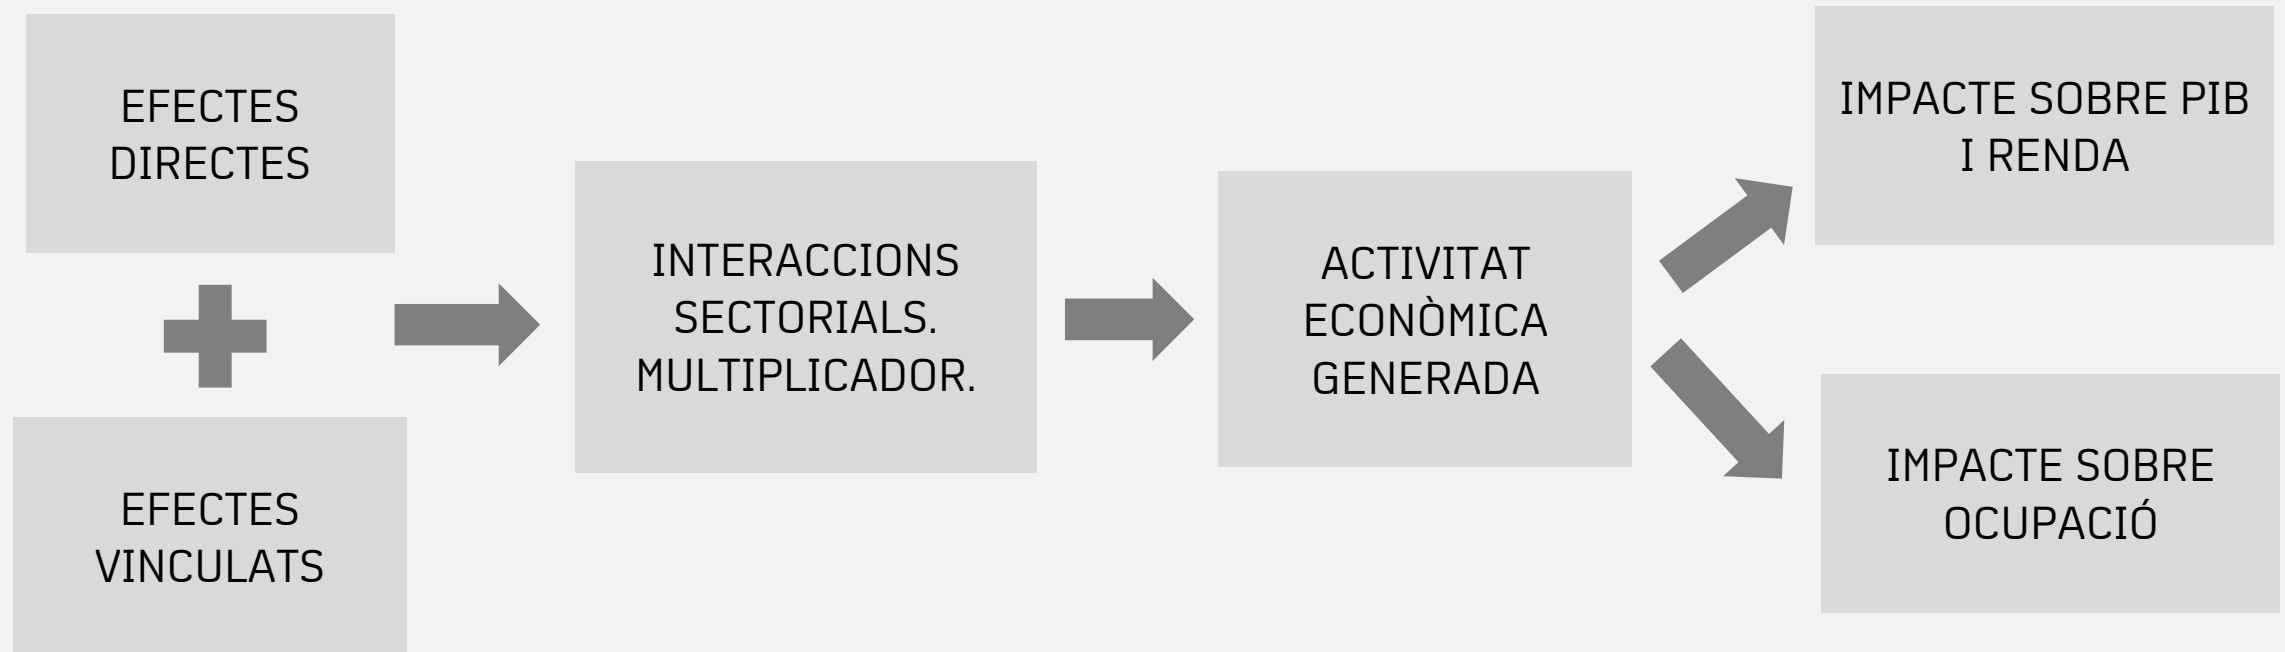 EFECTES
DIRECTES
EFECTES
VINCULATS
INTERACCIONS
SECTORIALS.
MULTIPLICADOR.
ACTIVITAT
ECONÒMICA
GENERADA
IMPACTE SOBRE PIB
I RENDA
IMPACTE SOBRE
OCUPACIÓ